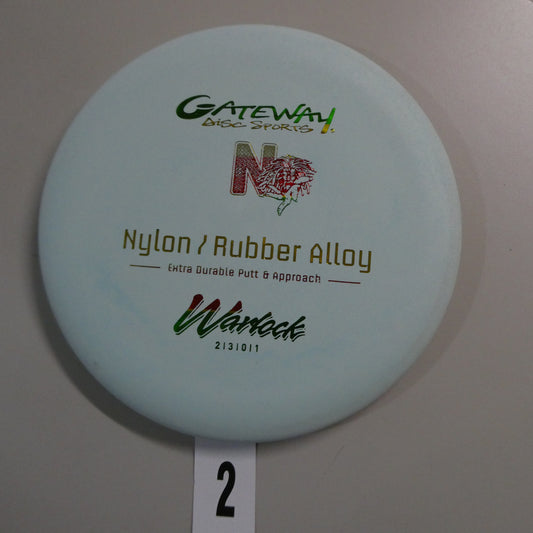 GATEWAY
DISC SPORTS
N
Nylon / Rubber Alloy
Extra Durable Putt & Approach
Warlock
2|3|0|1
2